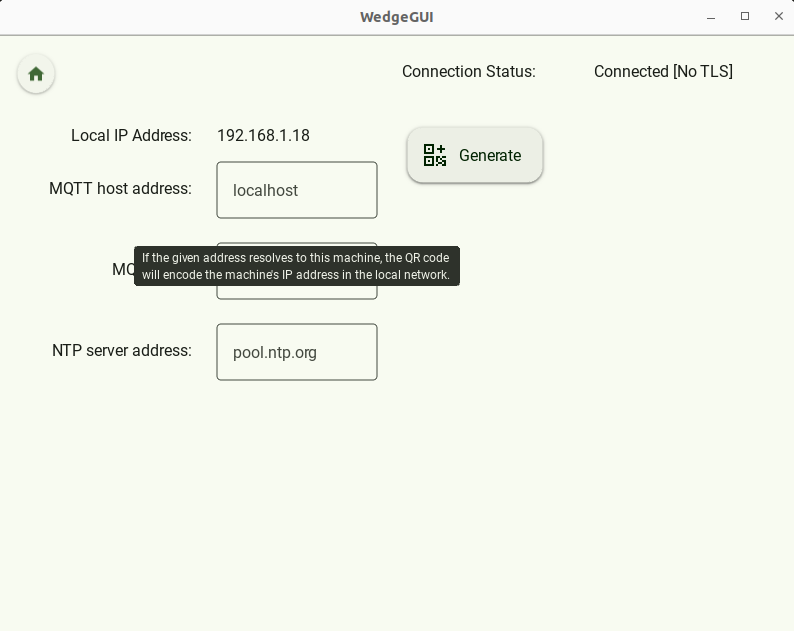 WedgeGUI
Connection Status: Connected [No TLS]
Local IP Address: 192.168.1.18
Generate
MQTT host address: localhost
If the given address resolves to this machine, the QR code
will encode the machine's IP address in the local network.
MQ
NTP server address: pool.ntp.org